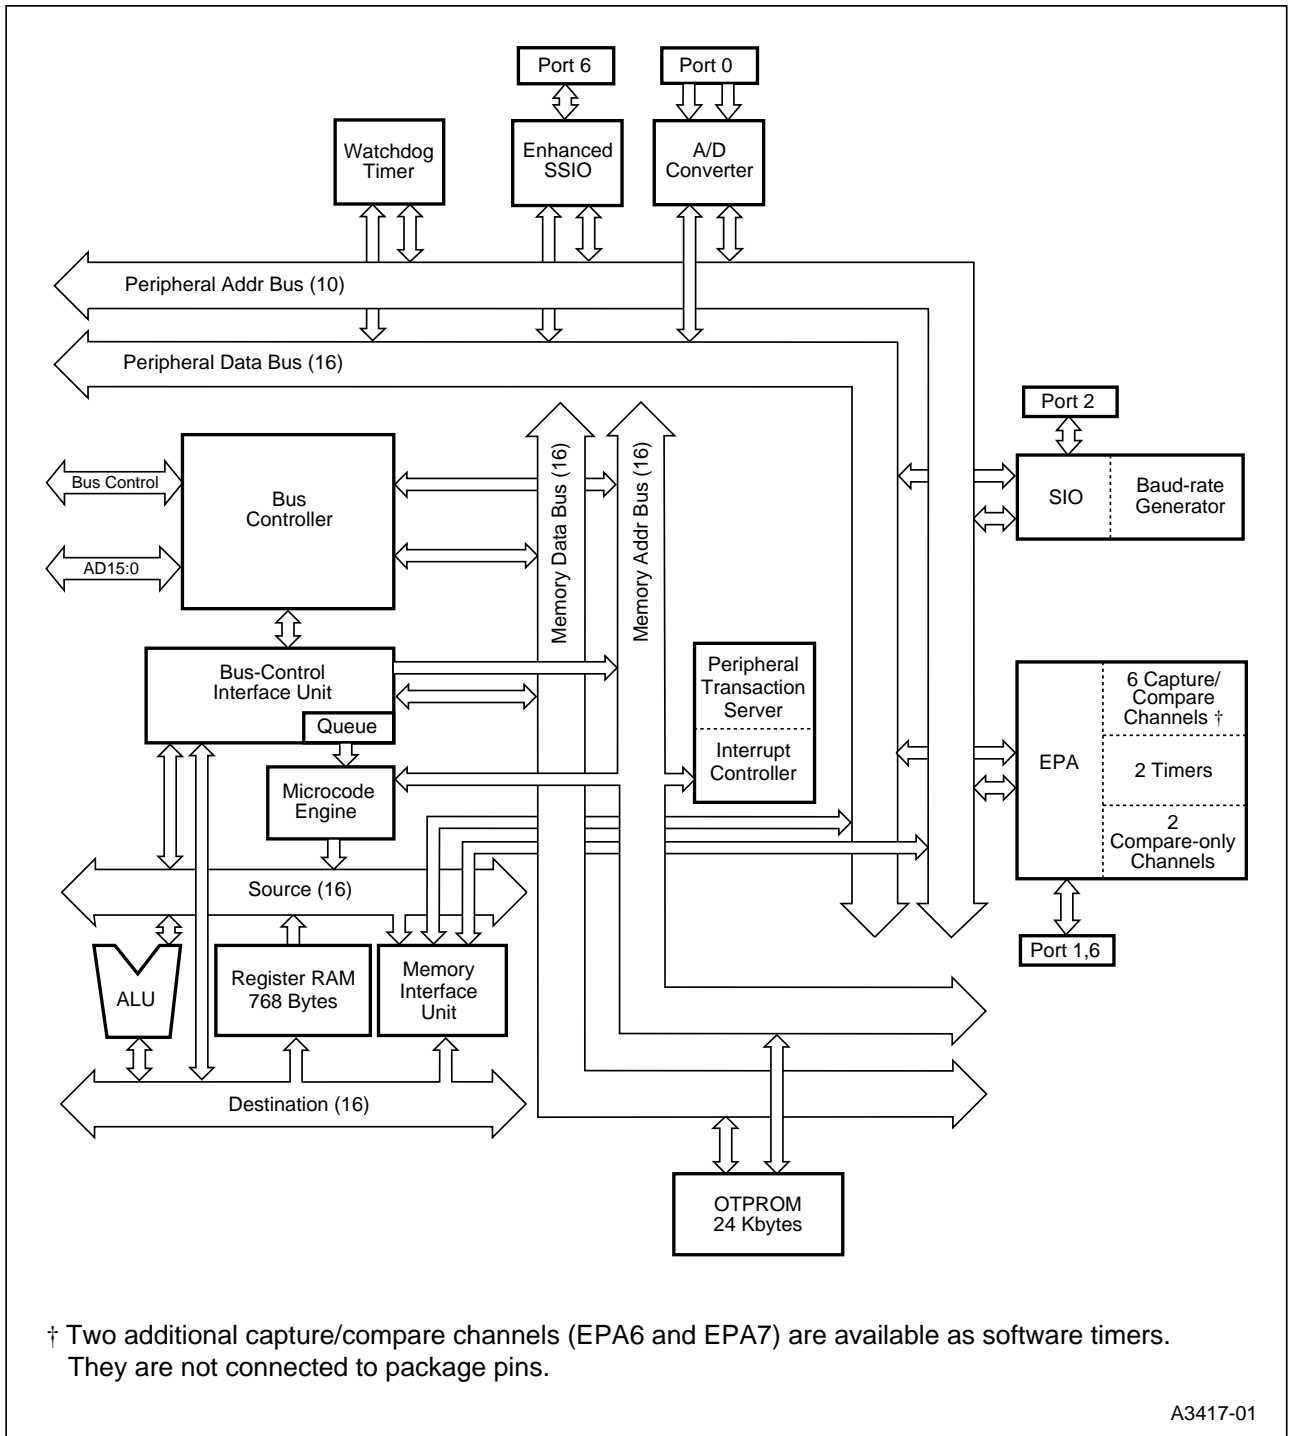 Port 6
Port 0
Watchdog
Timer
Enhanced
SSIO
A/D
Converter
Peripheral Addr Bus (10)
Peripheral Data Bus (16)
Port 2
Bus Control
AD15:0
Bus
Controller
Memory Data Bus (16)
Memory Addr Bus (16)
SIO
Baud-rate
Generator
Bus-Control
Interface Unit
Queue
Peripheral
Transaction
Server
Interrupt
Controller
Microcode
Engine
EPA
6 Capture/
Compare
Channels †
2 Timers
2
Compare-only
Channels
Port 1,6
Source (16)
ALU
Register RAM
768 Bytes
Memory
Interface
Unit
Destination (16)
OTPROM
24 Kbytes
† Two additional capture/compare channels (EPA6 and EPA7) are available as software timers.
They are not connected to package pins.
A3417-01